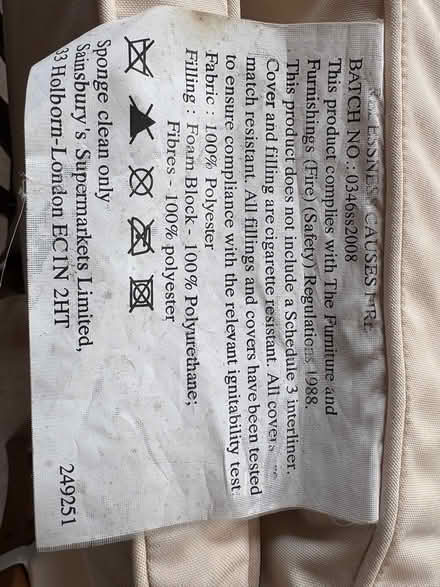 CAUSES FIRE
BATCH NO.: 0346ss2008
This product complies with The Furniture and
Furnishings (Fire) (Safety) Regulations 1988.
This product does not include a Schedule 3 interliner.
Cover and filling are cigarette resistant. All covers
match resistant. All fillings and covers have been tested
to ensure compliance with the relevant ignitability test.
Fabric : 100% Polyester
Filling : Foam Block - 100% Polyurethane;
Fibres - 100% polyester
Sponge clean only
Sainsbury's Supermarkets Limited,
33 Holborn-London EC1N 2HT
249251